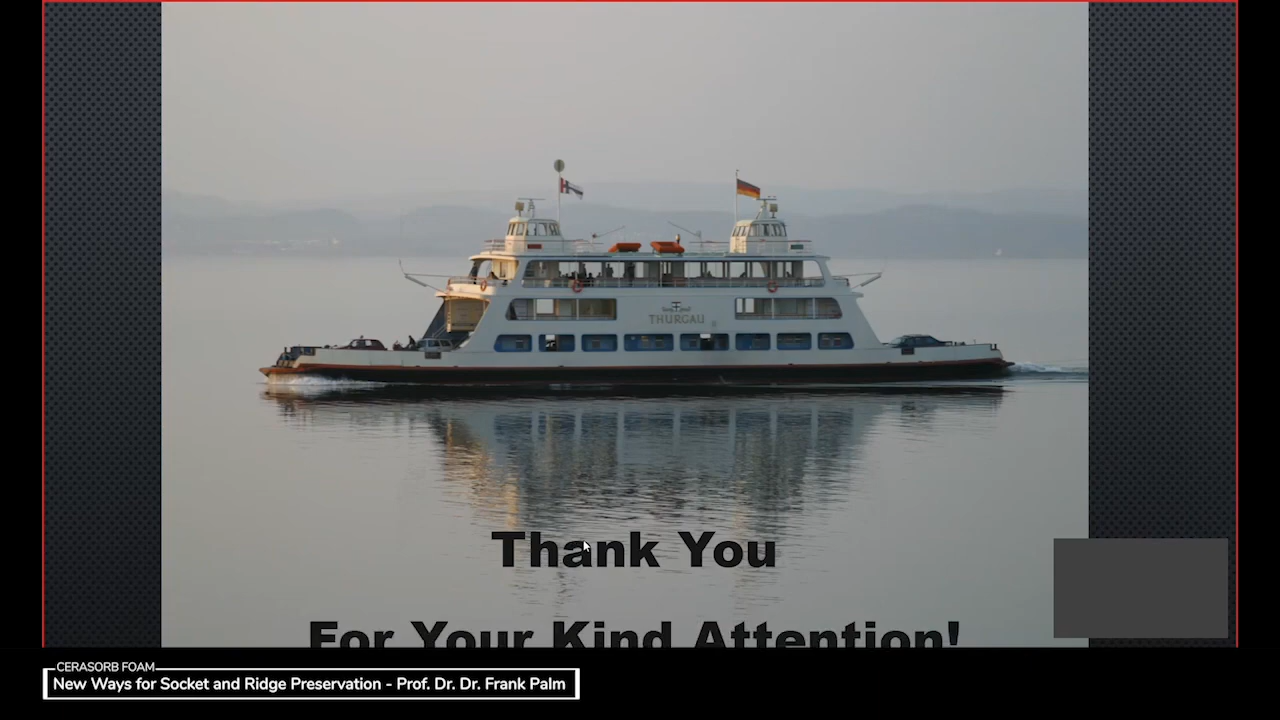 THURGAU
Thank You
For Your Kind Attention!
CERASORB FOAM
New Ways for Socket and Ridge Preservation - Prof. Dr. Dr. Frank Palm